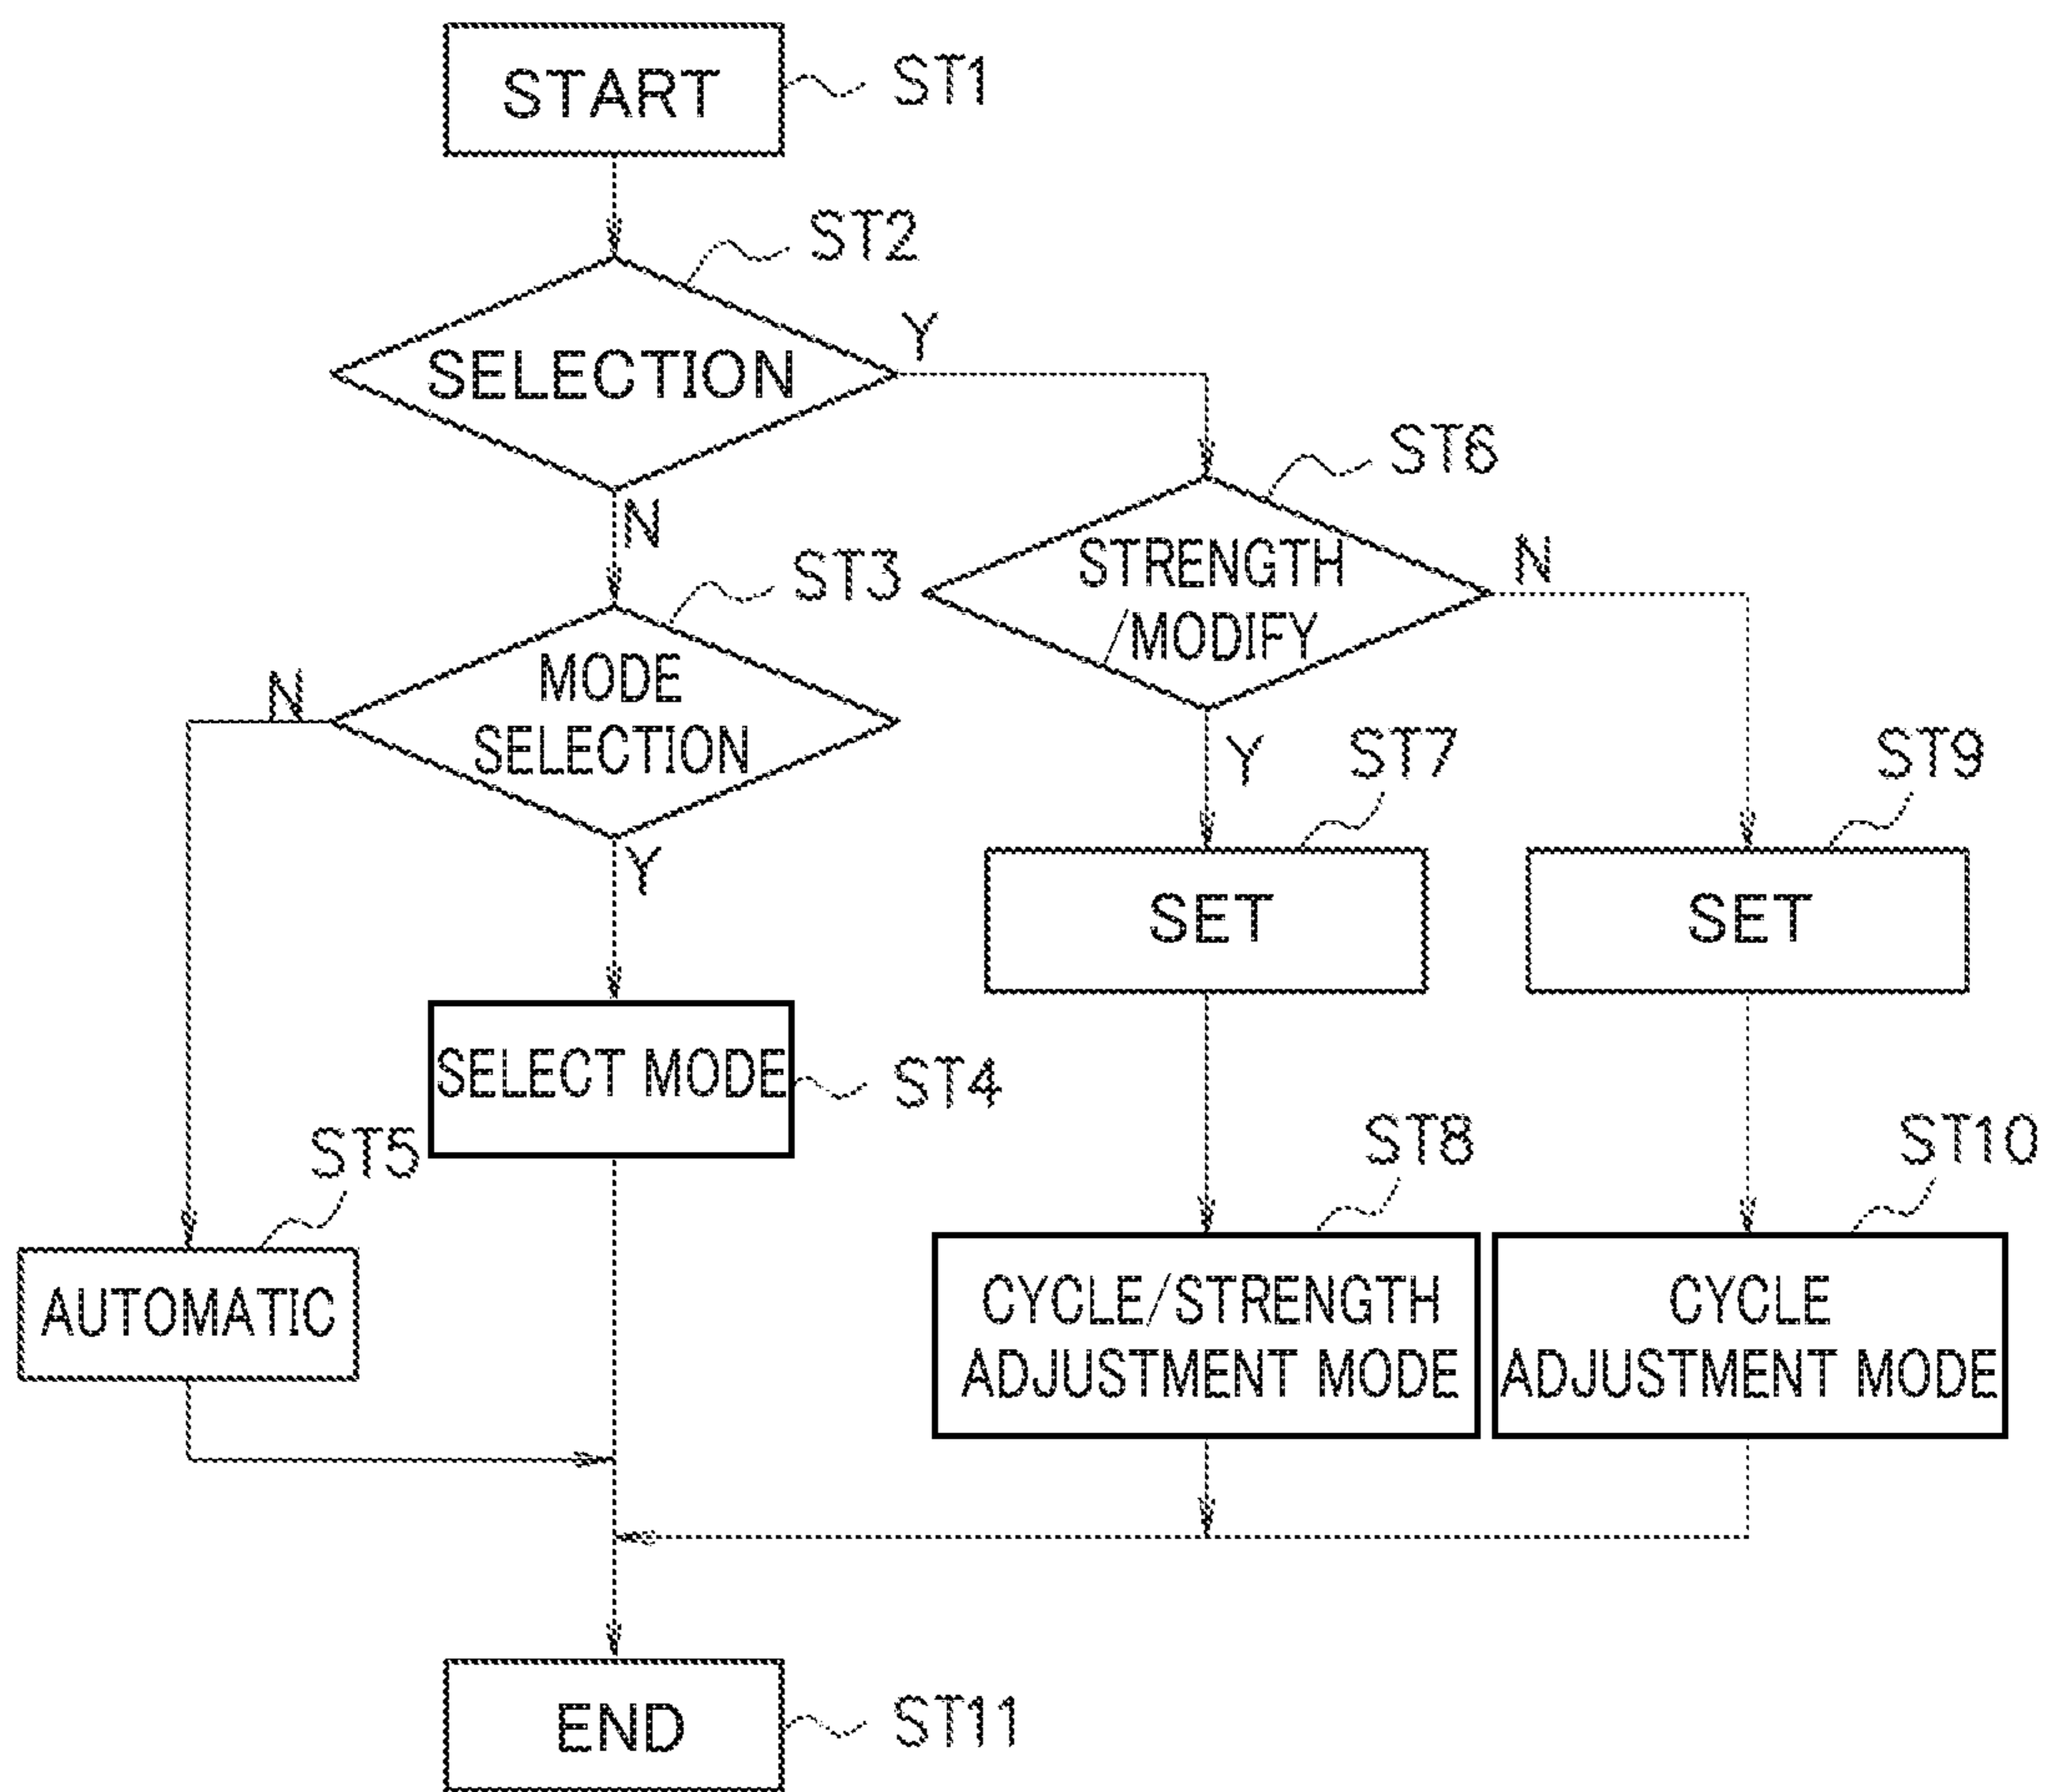 START
ST1
ST2
SELECTION
Y
N
ST6
STRENGTH
/MODIFY
N
ST3
MODE
SELECTION
N
Y
Y
ST7
SET
ST9
SET
SELECT MODE
ST4
ST5
AUTOMATIC
ST8
CYCLE/STRENGTH
ADJUSTMENT MODE
ST10
CYCLE
ADJUSTMENT MODE
END
ST11